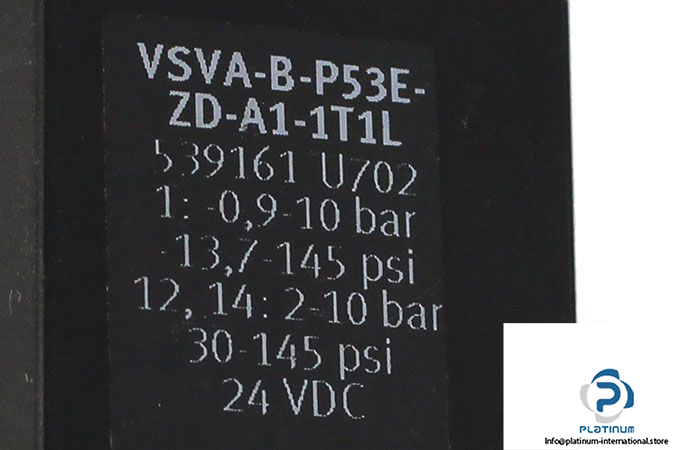 VSVA-B-P53E-
ZD-A1-1T1L
539161 U702
1: -0,9-10 bar
-13,7-145 psi
12, 14: 2-10 bar
30-145 psi
24 VDC
PLATINUM
Info@platinum-international.store